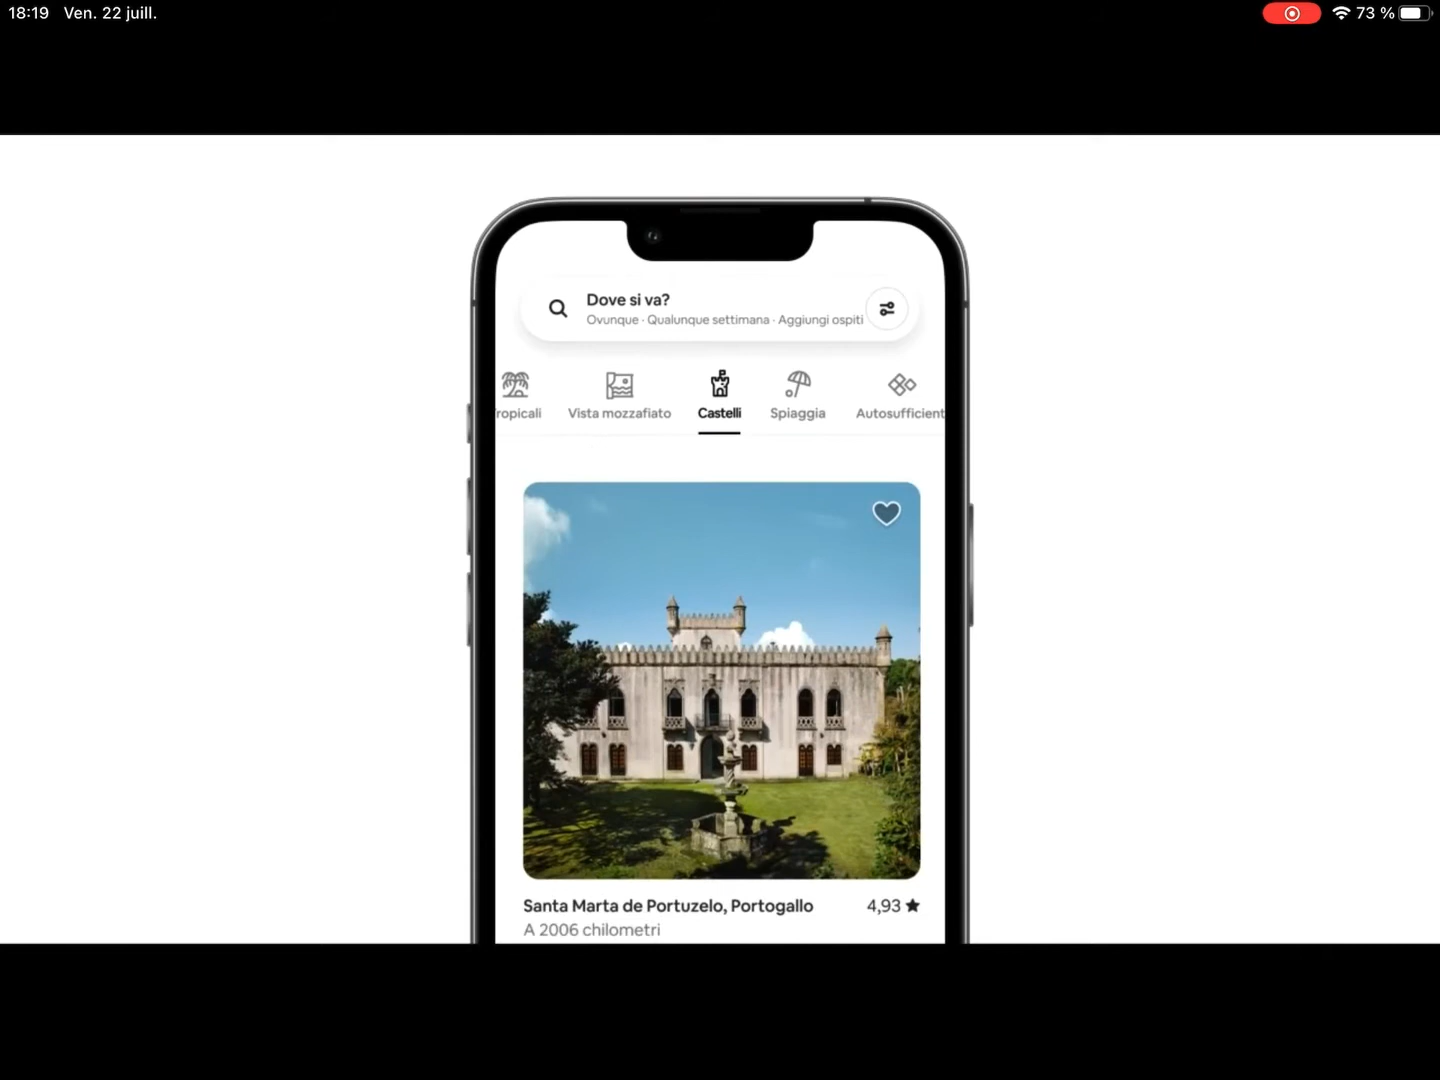 18:19 Ven. 22 juill. 73 %
Dove si va?
Ovunque · Qualunque settimana · Aggiungi ospiti
ropicali Vista mozzafiato Castelli Spiaggia Autosufficient
Santa Marta de Portuzelo, Portogallo 4,93 ★
A 2006 chilometri